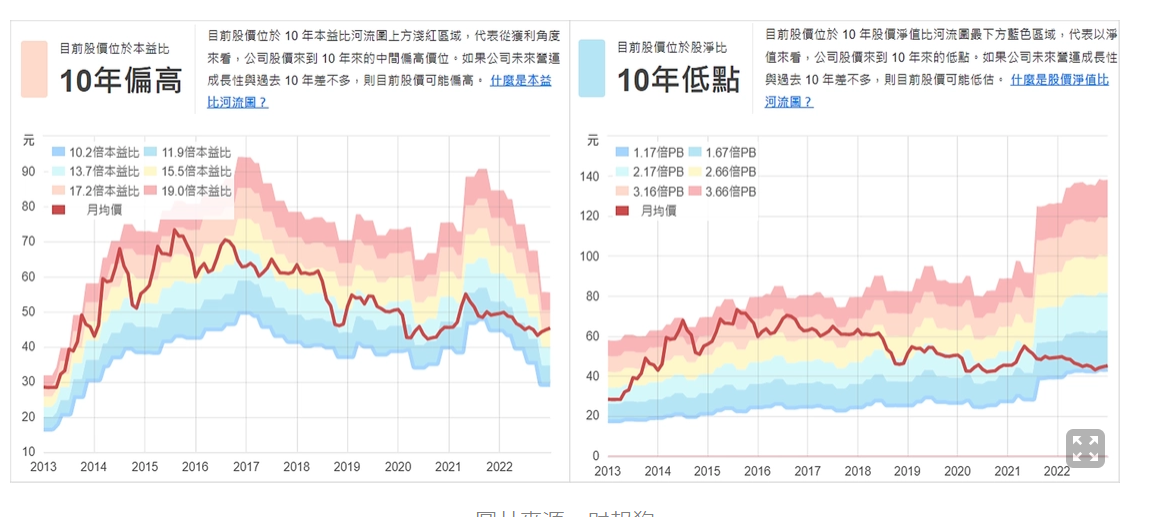 目前股價位於本益比
10年偏高
目前股價位於 10 年本益比河流圖上方淺紅區域，代表從獲利角度
來看，公司股價來到 10 年來的中間偏高價位。如果公司未來營運
成長性與過去 10 年差不多，則目前股價可能偏高。 什麼是本益
比河流圖？
元
10.2倍本益比 11.9倍本益比
13.7倍本益比 15.5倍本益比
17.2倍本益比 19.0倍本益比
月均價
90
80
70
60
50
40
30
20
10
2013 2014 2015 2016 2017 2018 2019 2020 2021 2022
目前股價位於股淨比
10年低點
目前股價位於 10 年股價淨值比河流圖最下方藍色區域，代表以淨
值來看，公司股價來到 10 年來的低點。如果公司未來營運成長性
與過去 10 年差不多，則目前股價可能低估。 什麼是股價淨值比
河流圖？
元
1.17倍PB 1.67倍PB
2.17倍PB 2.66倍PB
3.16倍PB 3.66倍PB
月均價
140
120
100
80
60
40
20
0
2013 2014 2015 2016 2017 2018 2019 2020 2021 2022